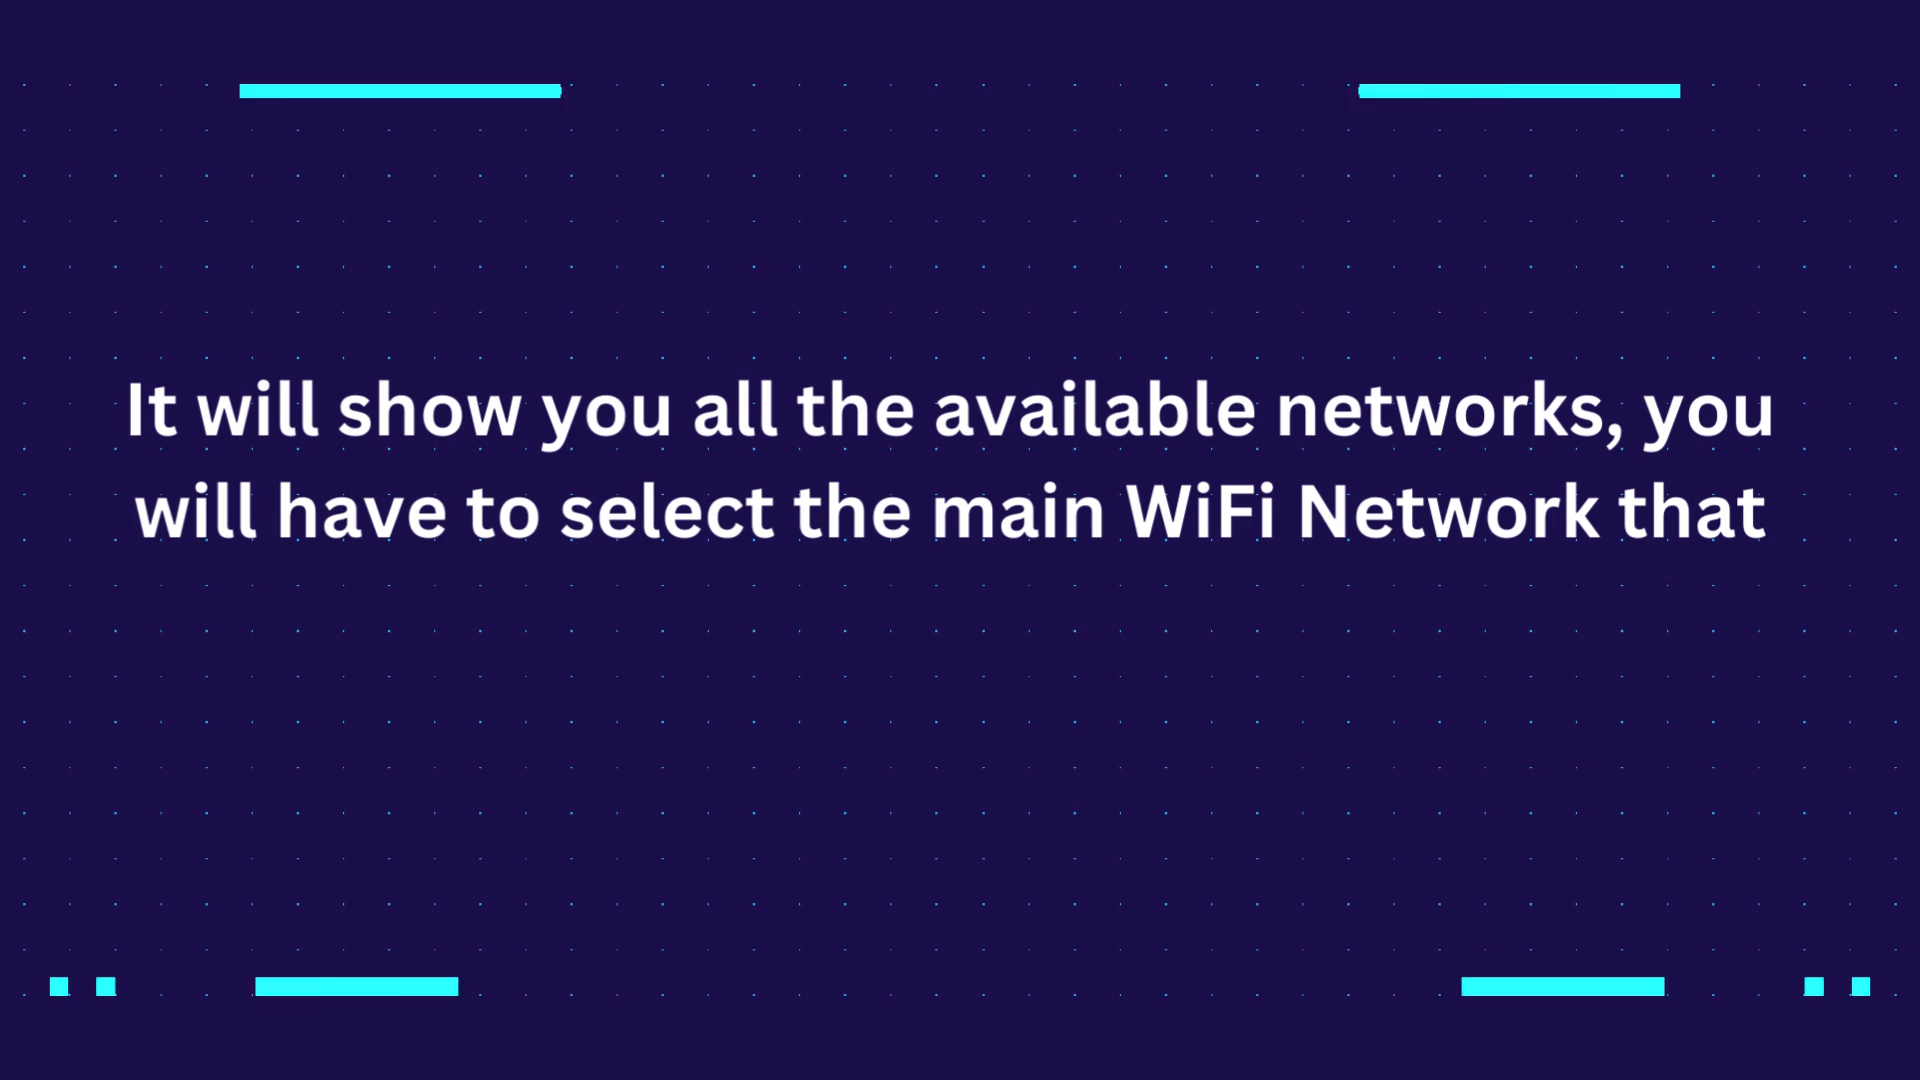 It will show you all the available networks, you
will have to select the main WiFi Network that